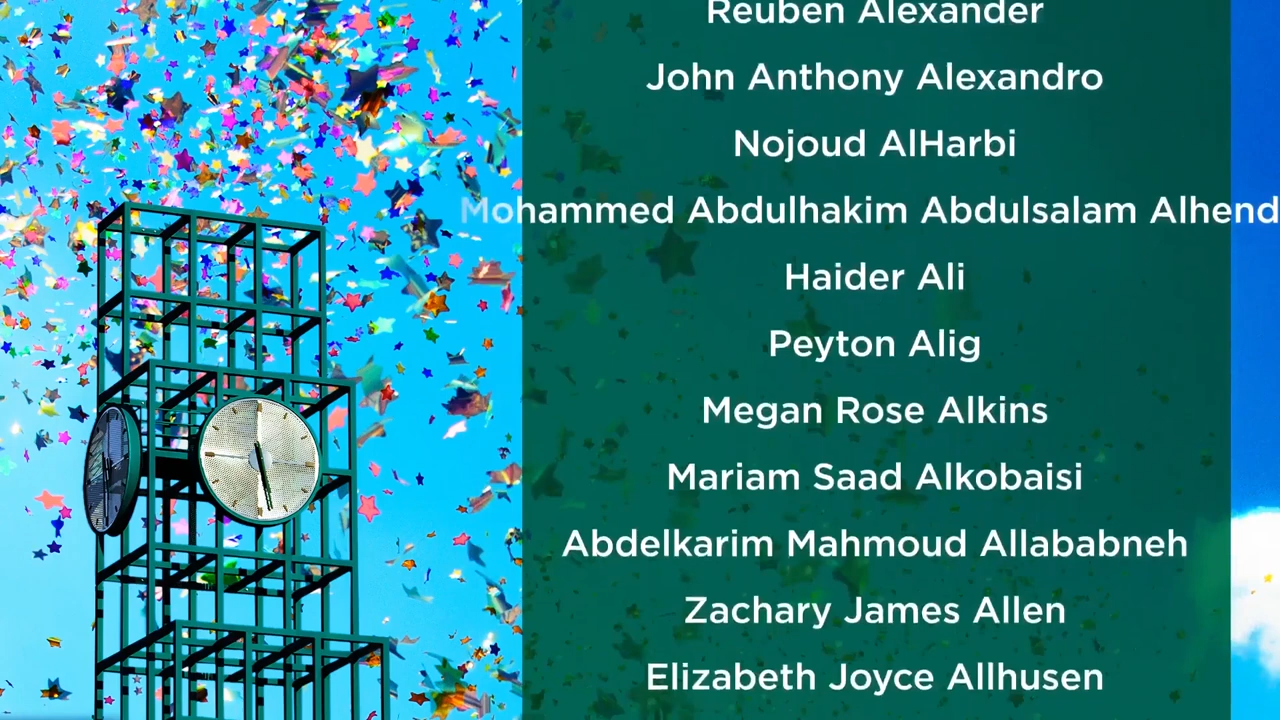 Reuben Alexander
John Anthony Alexandro
Nojoud AlHarbi
Mohammed Abdulhakim Abdulsalam Alhend
Haider Ali
Peyton Alig
Megan Rose Alkins
Mariam Saad Alkobaisi
Abdelkarim Mahmoud Allababneh
Zachary James Allen
Elizabeth Joyce Allhusen